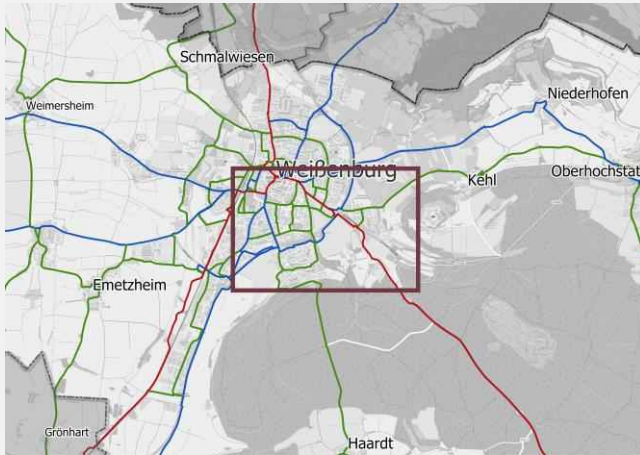 Schmalwiesen
Niederhofen
Weimersheim
Weißenburg
Oberhochstat
Kehl
Emetzheim
Grönhart
Haardt